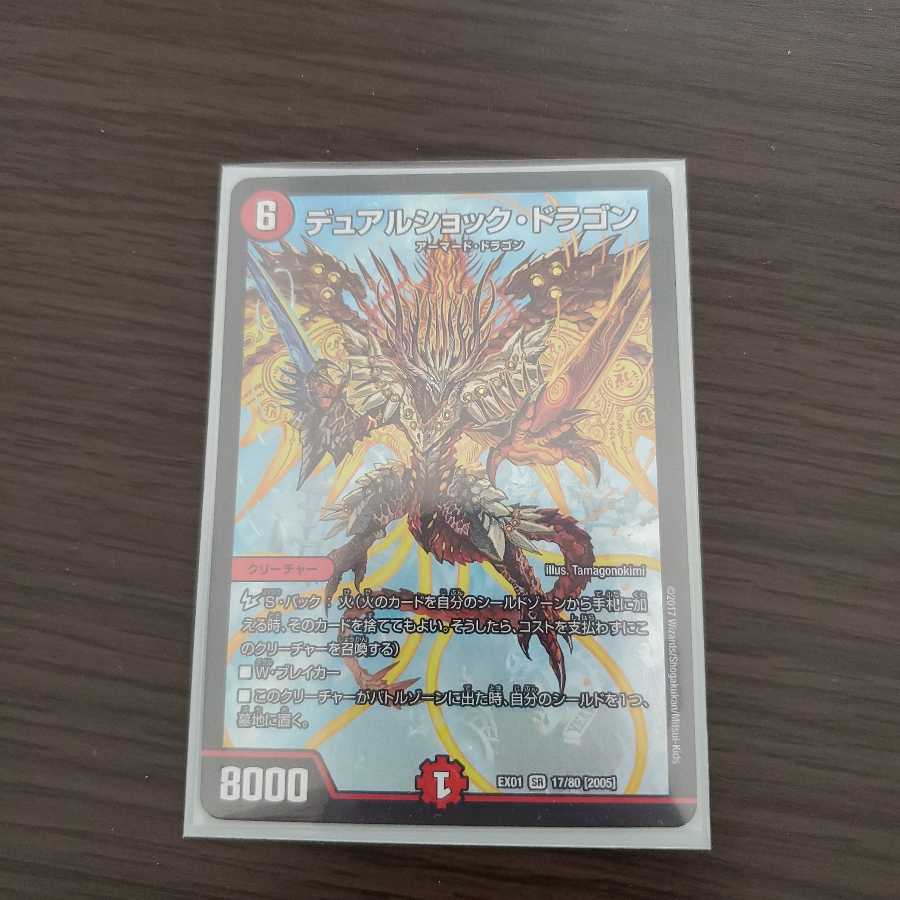 6
デュアルショック・ドラゴン
アーマード・ドラゴン
クリーチャー
illus. Tamagonokimi
S・バック：火（火のカードを自分のシールドゾーンから手札に加
える時、そのカードを捨ててもよい。そうしたら、コストを支払わずにこ
のクリーチャーを召喚する）
■W・ブレイカー
■このクリーチャーがバトルゾーンに出た時、自分のシールドを1つ、
墓地に置く。
8000
1
EX01 SR 17/80 [2005]
©2017 Wizards/Shogakukan/Mitsui-Kids